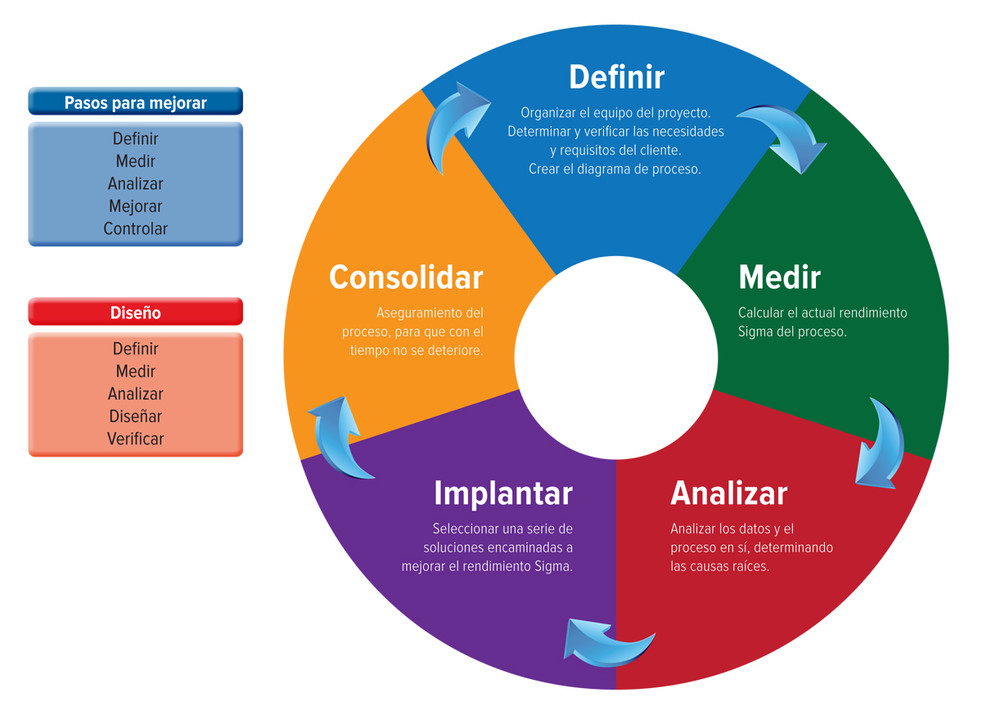 Pasos para mejorar
Definir
Medir
Analizar
Mejorar
Controlar
Diseño
Definir
Medir
Analizar
Diseñar
Verificar
Definir
Organizar el equipo del proyecto.
Determinar y verificar las necesidades
y requisitos del cliente.
Crear el diagrama de proceso.
Medir
Calcular el actual rendimiento
Sigma del proceso.
Analizar
Analizar los datos y el
proceso en sí, determinando
las causas raíces.
Implantar
Seleccionar una serie de
soluciones encaminadas a
mejorar el rendimiento Sigma.
Consolidar
Aseguramiento del
proceso, para que con el
tiempo no se deteriore.